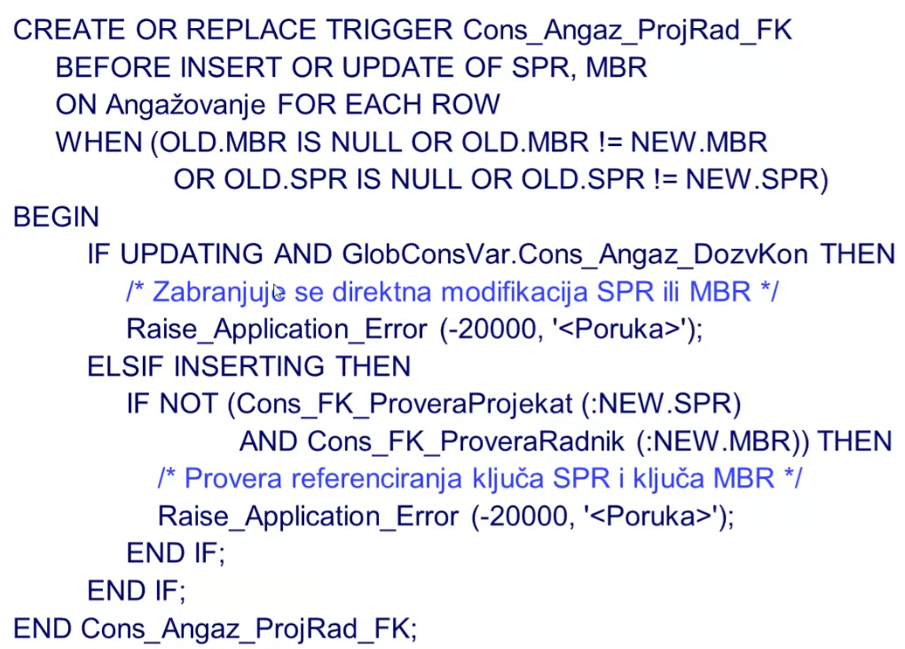 CREATE OR REPLACE TRIGGER Cons_Angaz_ProjRad_FK
BEFORE INSERT OR UPDATE OF SPR, MBR
ON Angažovanje FOR EACH ROW
WHEN (OLD.MBR IS NULL OR OLD.MBR != NEW.MBR
OR OLD.SPR IS NULL OR OLD.SPR != NEW.SPR)
BEGIN
IF UPDATING AND GlobConsVar.Cons_Angaz_DozvKon THEN
/* Zabranjuje se direktna modifikacija SPR ili MBR */
Raise_Application_Error (-20000, '<Poruka>');
ELSIF INSERTING THEN
IF NOT (Cons_FK_ProveraProjekat (:NEW.SPR)
AND Cons_FK_ProveraRadnik (:NEW.MBR)) THEN
/* Provera referenciranja ključa SPR i ključa MBR */
Raise_Application_Error (-20000, '<Poruka>');
END IF;
END IF;
END Cons_Angaz_ProjRad_FK;